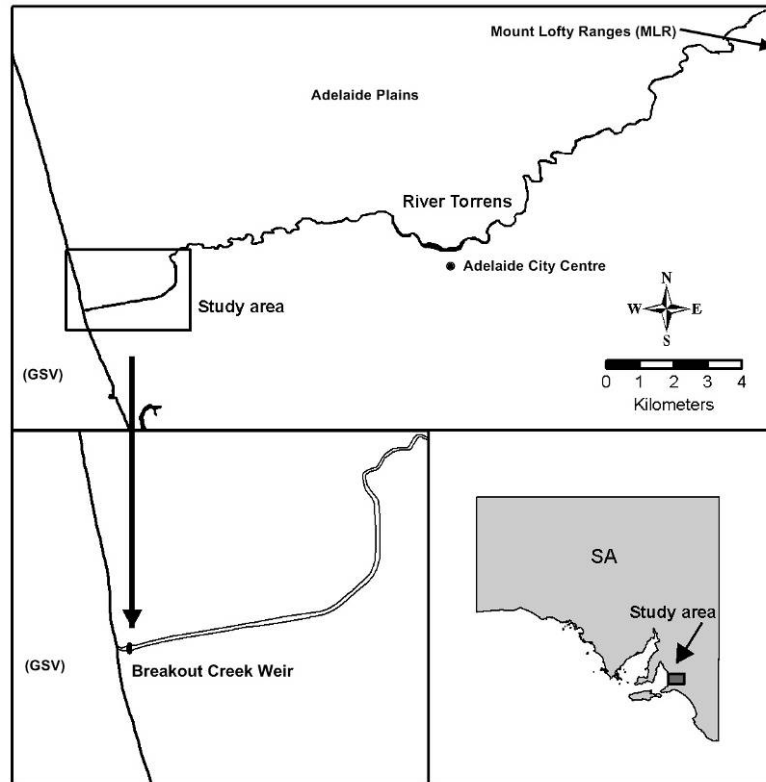 Mount Lofty Ranges (MLR)
Adelaide Plains
River Torrens
Adelaide City Centre
Study area
N
W E
S
(GSV)
0 1 2 3 4
Kilometers
SA
Study area
(GSV)
Breakout Creek Weir